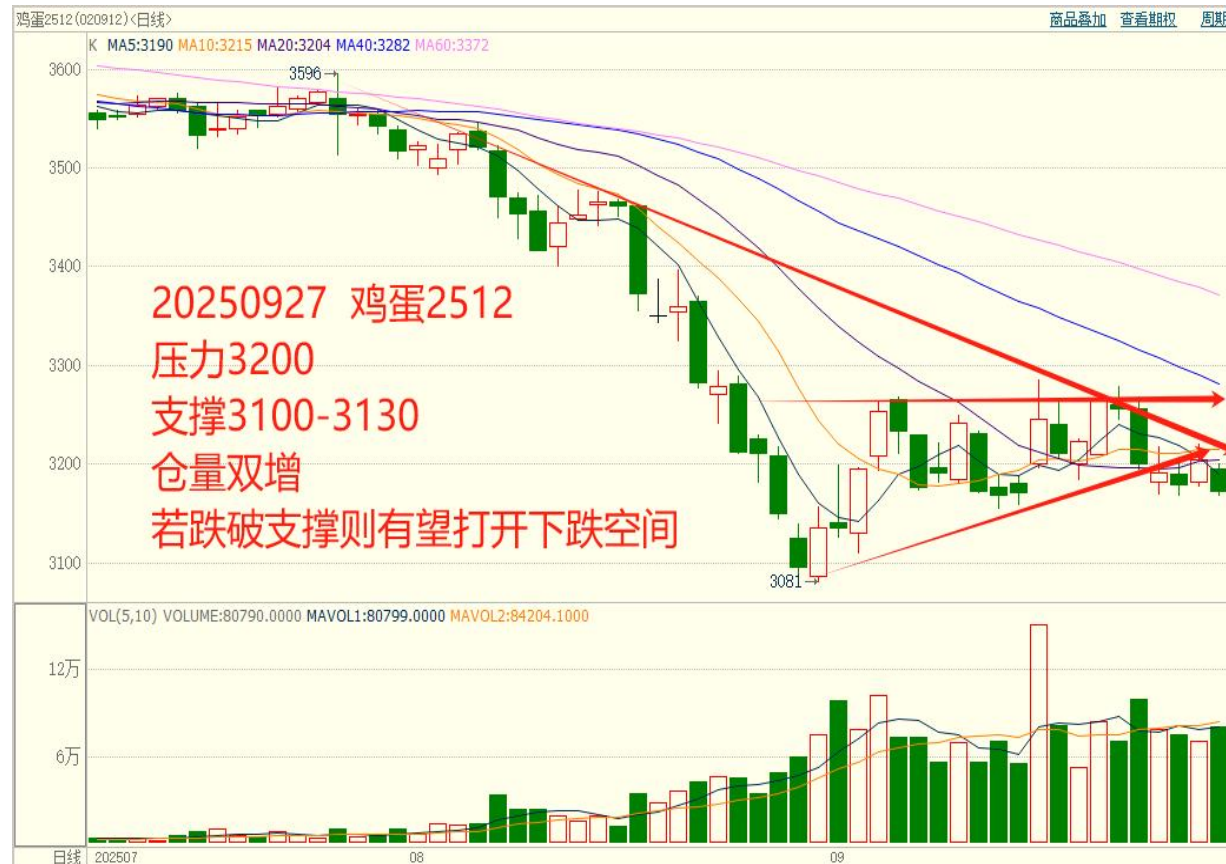 鸡蛋2512(020912)<日线>
商品叠加 查看期权 周期
K MA5:3190 MA10:3215 MA20:3204 MA40:3282 MA60:3372
3600
3596
3500
3400
20250927 鸡蛋2512
压力3200
3300
支撑3100-3130
仓量双增
3200
若跌破支撑则有望打开下跌空间
3100
3081
VOL(5,10) VOLUME:80790.0000 MAVOL1:80799.0000 MAVOL2:84204.1000
12万
6万
日线 202507 08 09